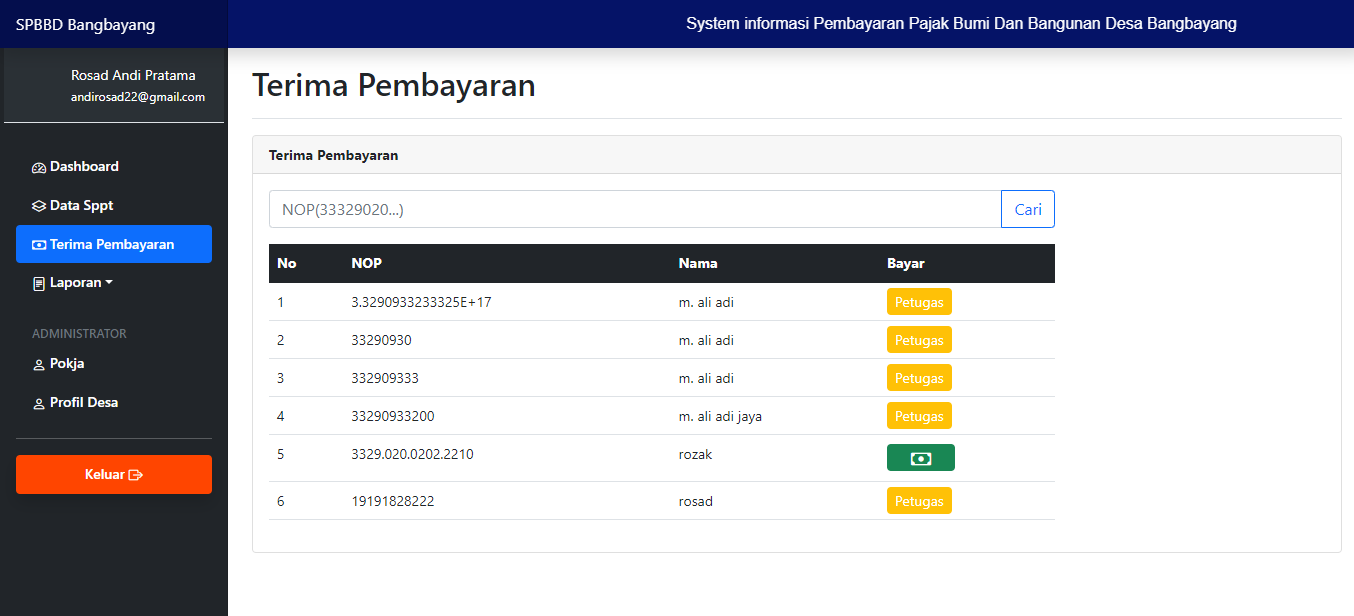 SPBBD Bangbayang
System informasi Pembayaran Pajak Bumi Dan Bangunan Desa Bangbayang
Rosad Andi Pratama
andirosad22@gmail.com
Dashboard
Data Sppt
Terima Pembayaran
Laporan
ADMINISTRATOR
Pokja
Profil Desa
Keluar
Terima Pembayaran
Terima Pembayaran
NOP(33329020...) Cari
No NOP Nama Bayar
1 3.3290933233325E+17 m. ali adi Petugas
2 33290930 m. ali adi Petugas
3 332909333 m. ali adi Petugas
4 33290933200 m. ali adi jaya Petugas
5 3329.020.0202.2210 rozak
6 19191828222 rosad Petugas